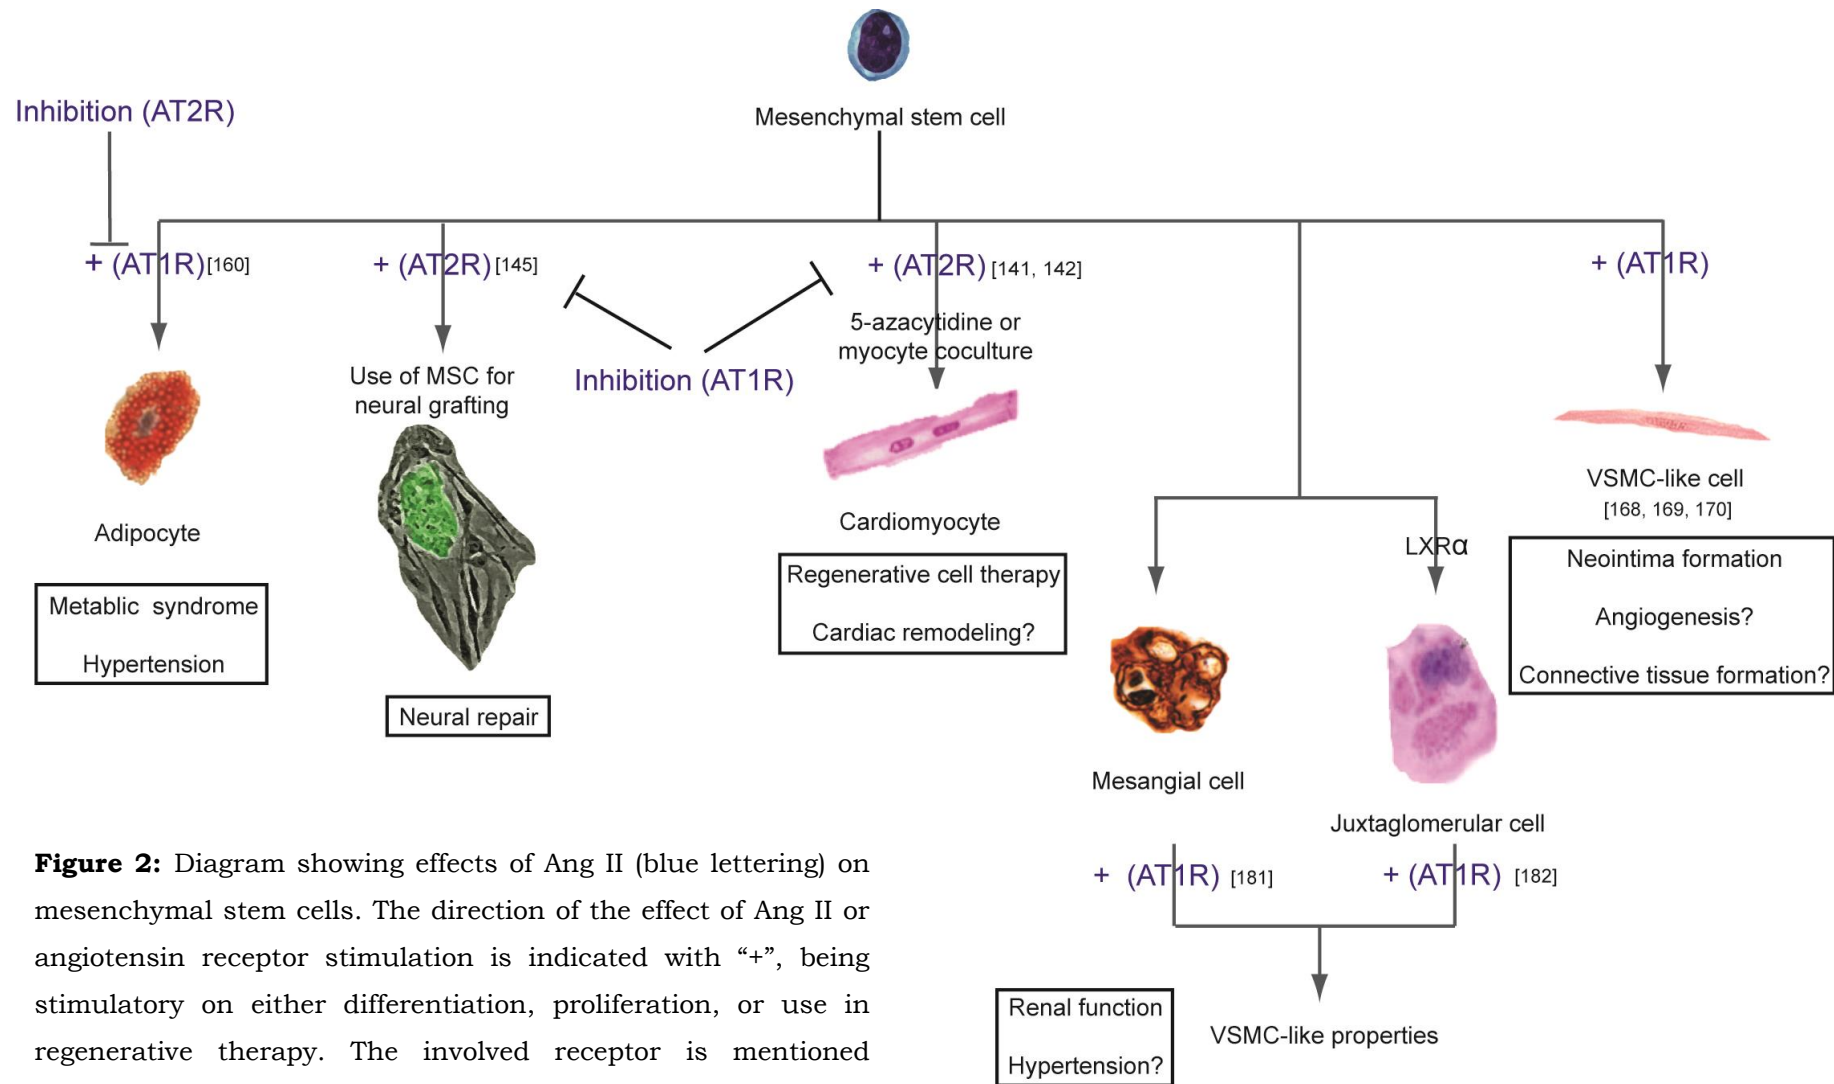 Mesenchymal stem cell
Inhibition (AT2R)
+ (AT1R) [160]
+ (AT2R) [145]
+ (AT2R) [141, 142]
+ (AT1R)
5-azacytidine or
myocyte coculture
Inhibition (AT1R)
Use of MSC for
neural grafting
Adipocyte
Metablic syndrome
Hypertension
Neural repair
Cardiomyocyte
Regenerative cell therapy
Cardiac remodeling?
LXRα
VSMC-like cell
[168, 169, 170]
Neointima formation
Angiogenesis?
Connective tissue formation?
Mesangial cell
Juxtaglomerular cell
+ (AT1R) [181]
+ (AT1R) [182]
VSMC-like properties
Renal function
Hypertension?
Figure 2: Diagram showing effects of Ang II (blue lettering) on
mesenchymal stem cells. The direction of the effect of Ang II or
angiotensin receptor stimulation is indicated with “+”, being
stimulatory on either differentiation, proliferation, or use in
regenerative therapy. The involved receptor is mentioned